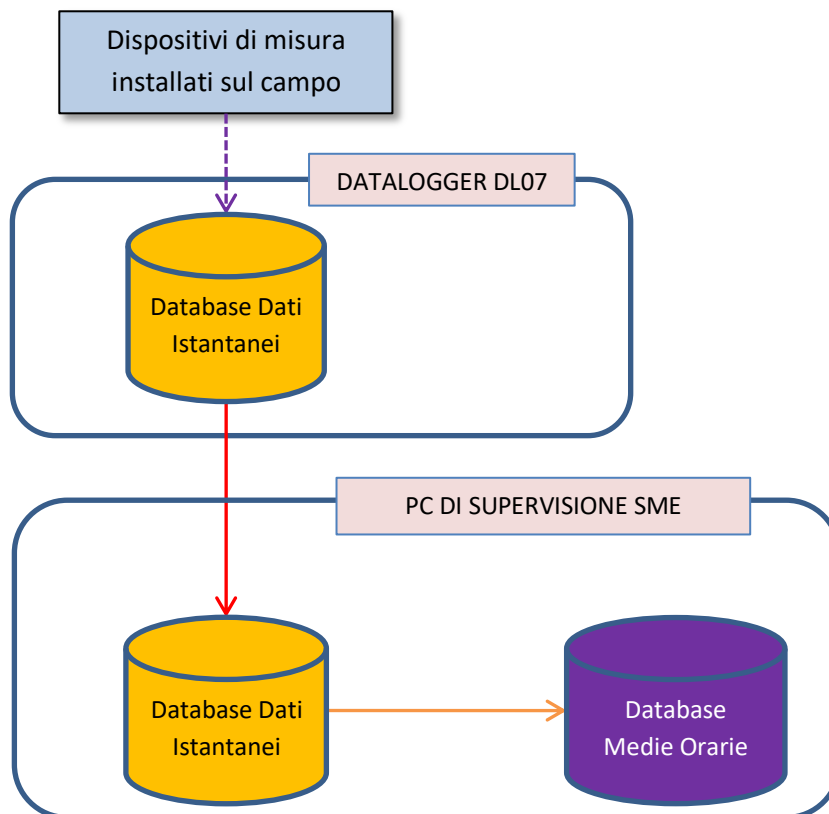 Dispositivi di misura
installati sul campo
DATALOGGER DL07
Database Dati
Istantanei
PC DI SUPERVISIONE SME
Database Dati
Istantanei
Database
Medie Orarie